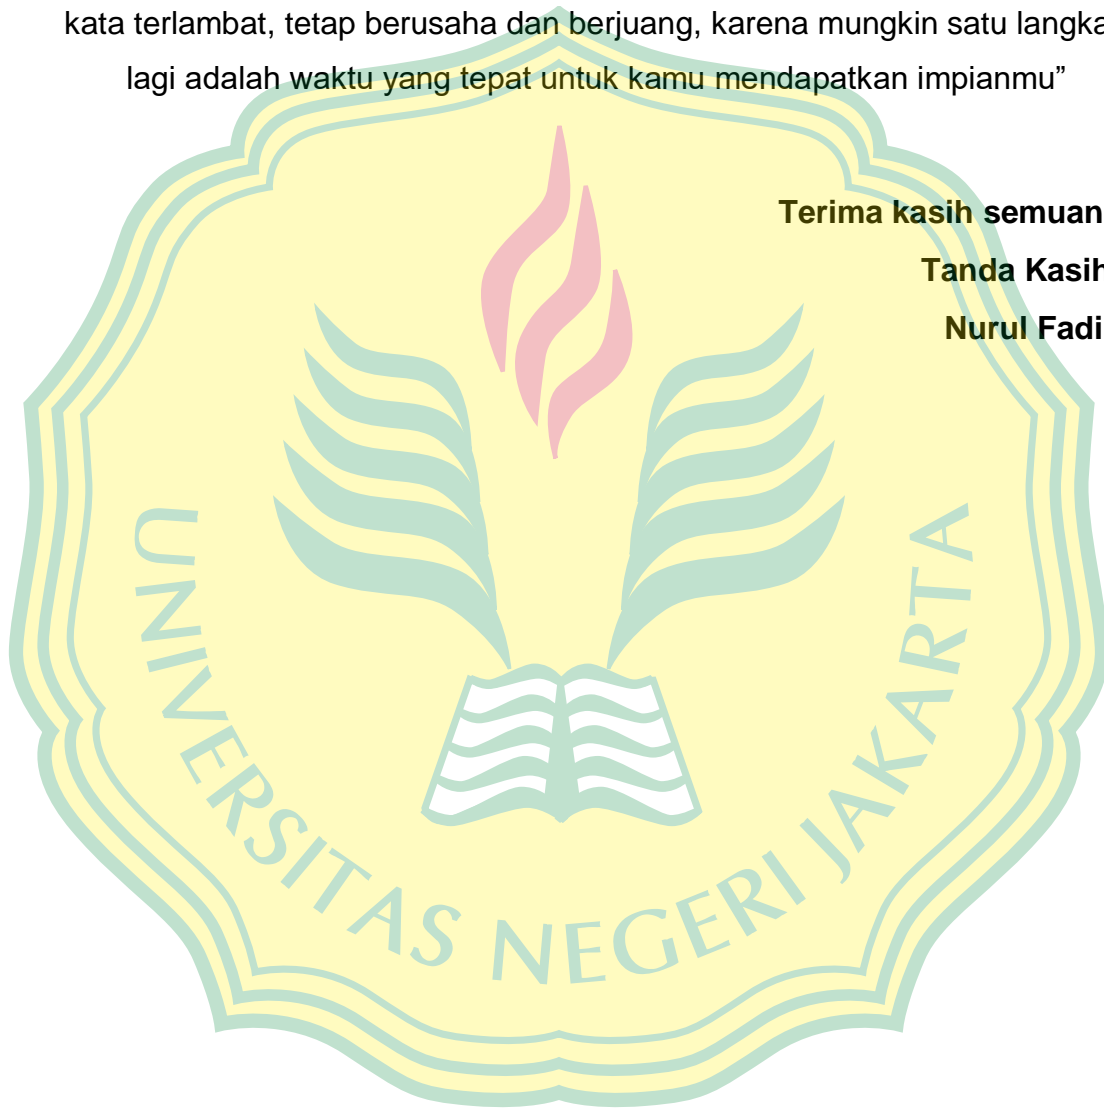 kata terlambat, tetap berusaha dan berjuang, karena mungkin satu langka
lagi adalah waktu yang tepat untuk kamu mendapatkan impianmu”
Terima kasih semuan
Tanda Kasih
Nurul Fadi
UNIVERSITAS NEGERI JAKARTA